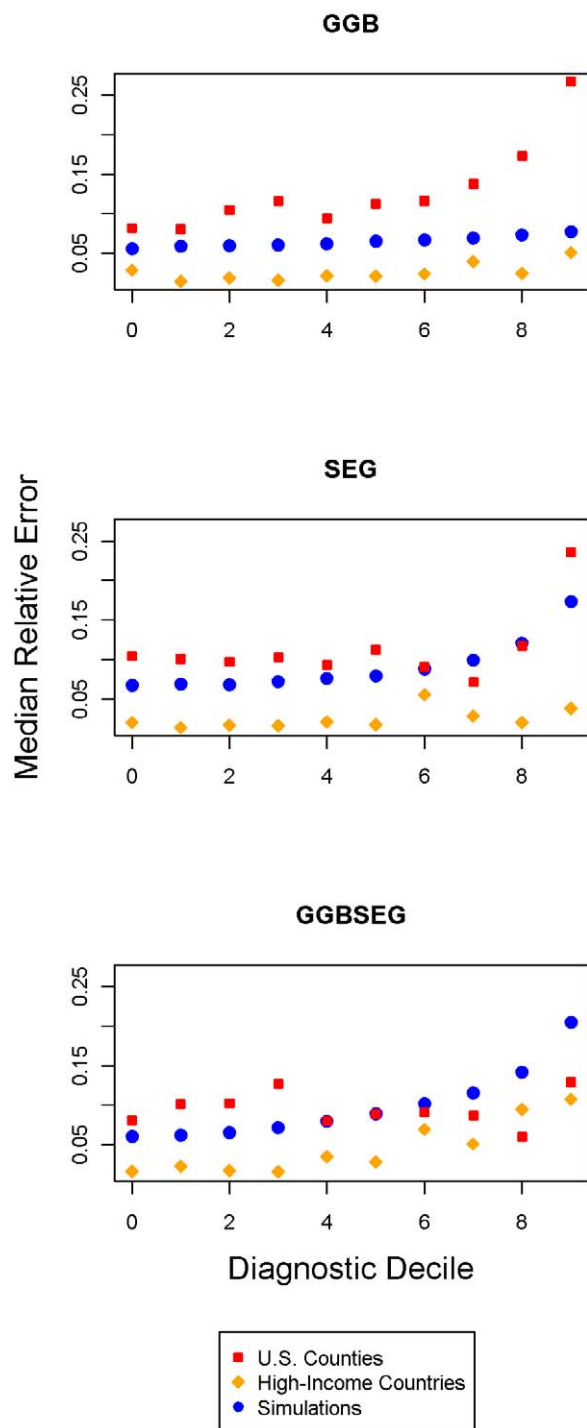 GGB
0.25
0.15
0.05
0 2 4 6 8
SEG
0.25
0.15
0.05
0 2 4 6 8
GGBSEG
0.25
0.15
0.05
0 2 4 6 8
Median Relative Error
Diagnostic Decile
U.S. Counties
High-Income Countries
Simulations